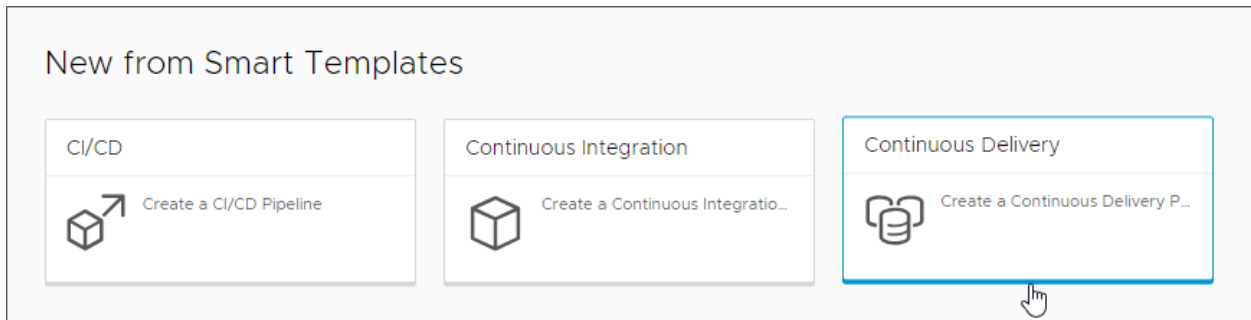 New from Smart Templates
CI/CD
Create a CI/CD Pipeline
Continuous Integration
Create a Continuous Integratio...
Continuous Delivery
Create a Continuous Delivery P...